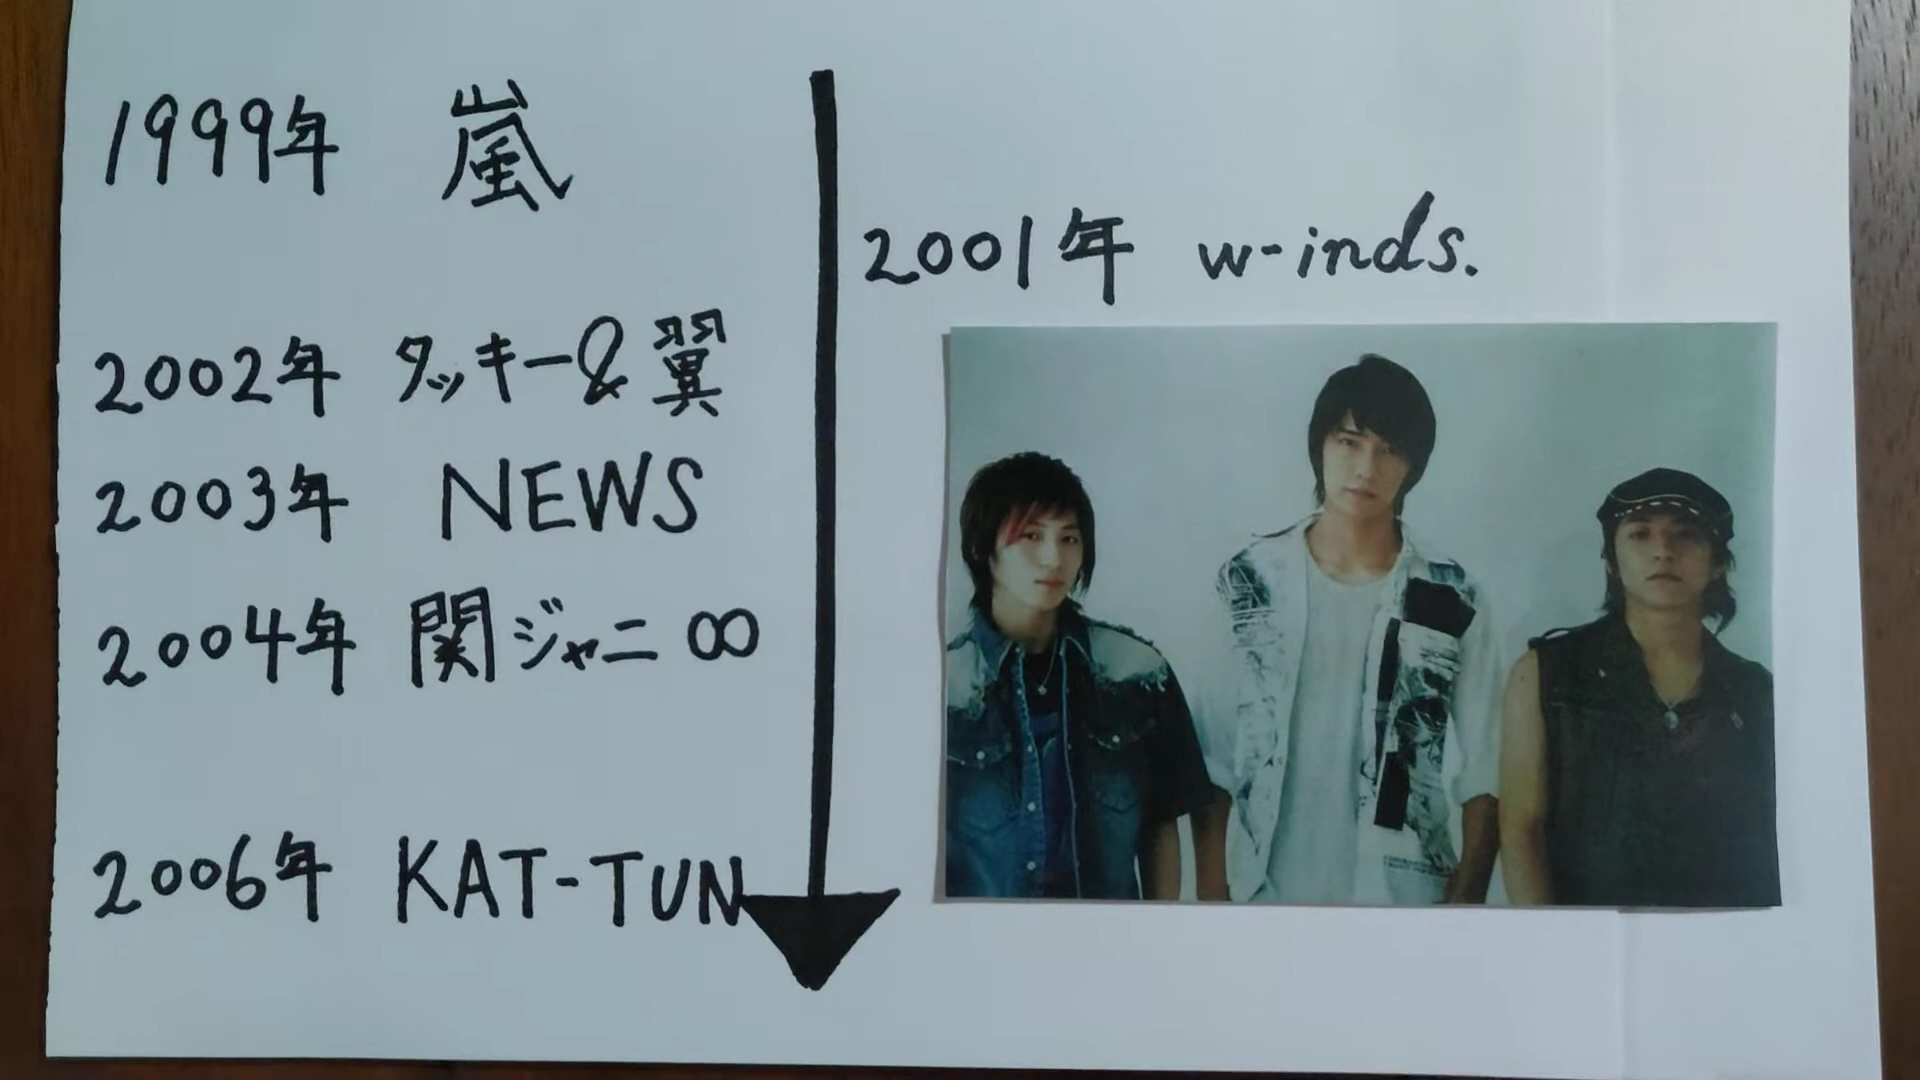 1999年 嵐
2001年 w-inds.
2002年 タッキー&翼
2003年 NEWS
2004年 関ジャニ∞
2006年 KAT-TUN